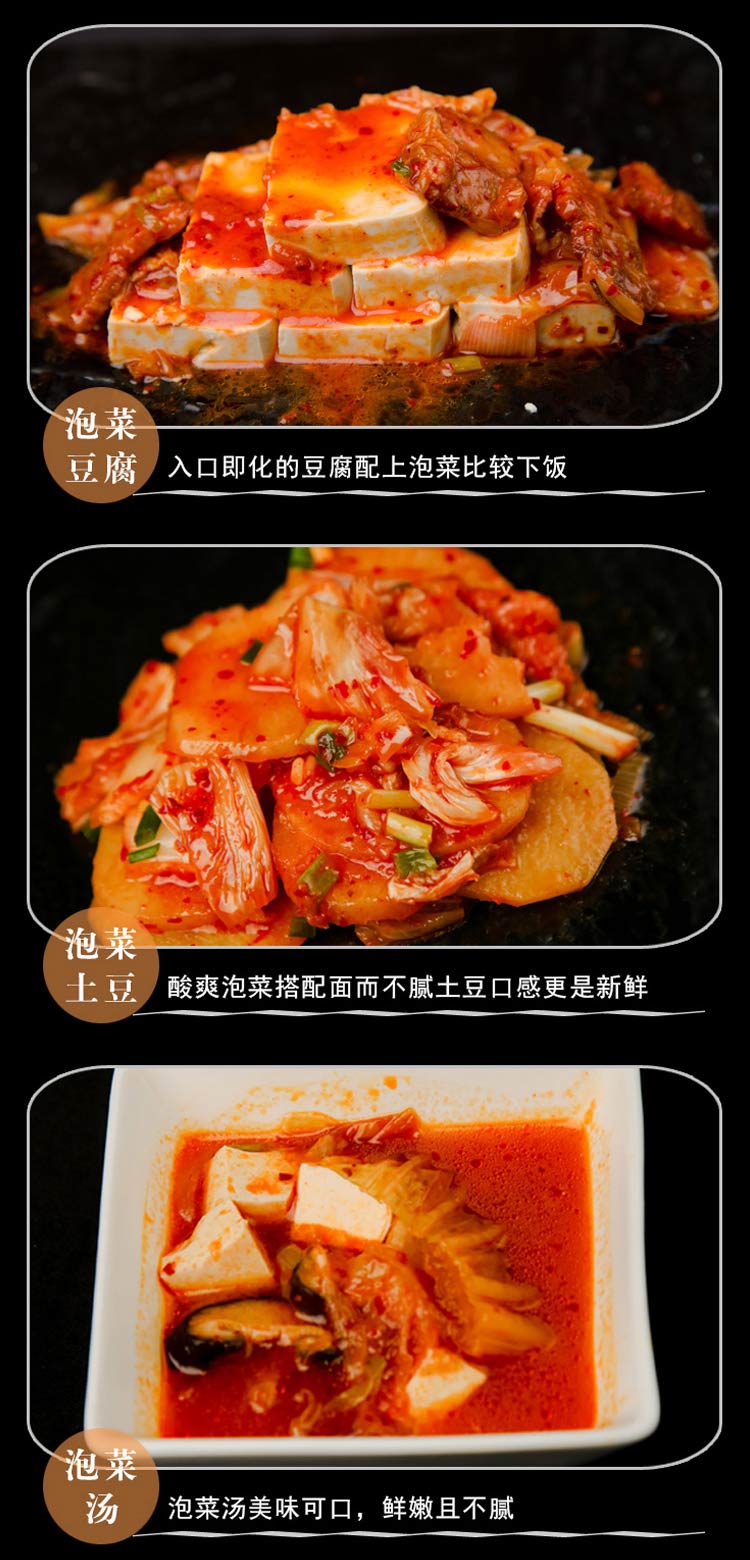 泡菜
豆腐
入口即化的豆腐配上泡菜比较下饭
泡菜
土豆
酸爽泡菜搭配面而不腻土豆口感更是新鲜
泡菜
汤
泡菜汤美味可口，鲜嫩且不腻